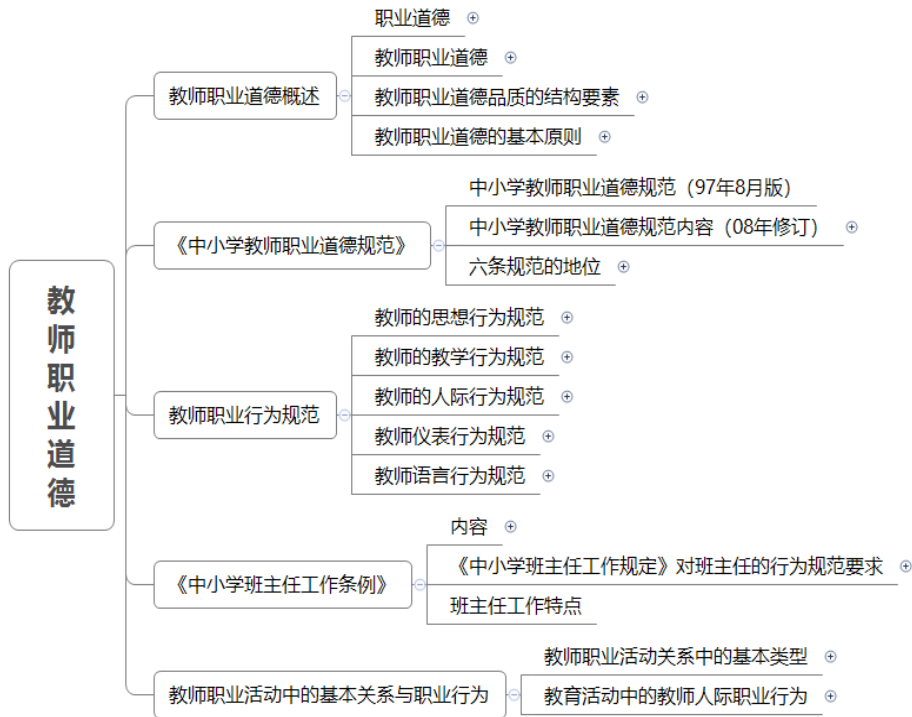 教师职业道德
教师职业道德概述
职业道德
教师职业道德
教师职业道德品质的结构要素
教师职业道德的基本原则
《中小学教师职业道德规范》
中小学教师职业道德规范（97年8月版）
中小学教师职业道德规范内容（08年修订）
六条规范的地位
教师职业行为规范
教师的思想行为规范
教师的教学行为规范
教师的人际行为规范
教师仪表行为规范
教师语言行为规范
《中小学班主任工作条例》
内容
《中小学班主任工作规定》对班主任的行为规范要求
班主任工作特点
教师职业活动中的基本关系与职业行为
教师职业活动关系中的基本类型
教育活动中的教师人际职业行为